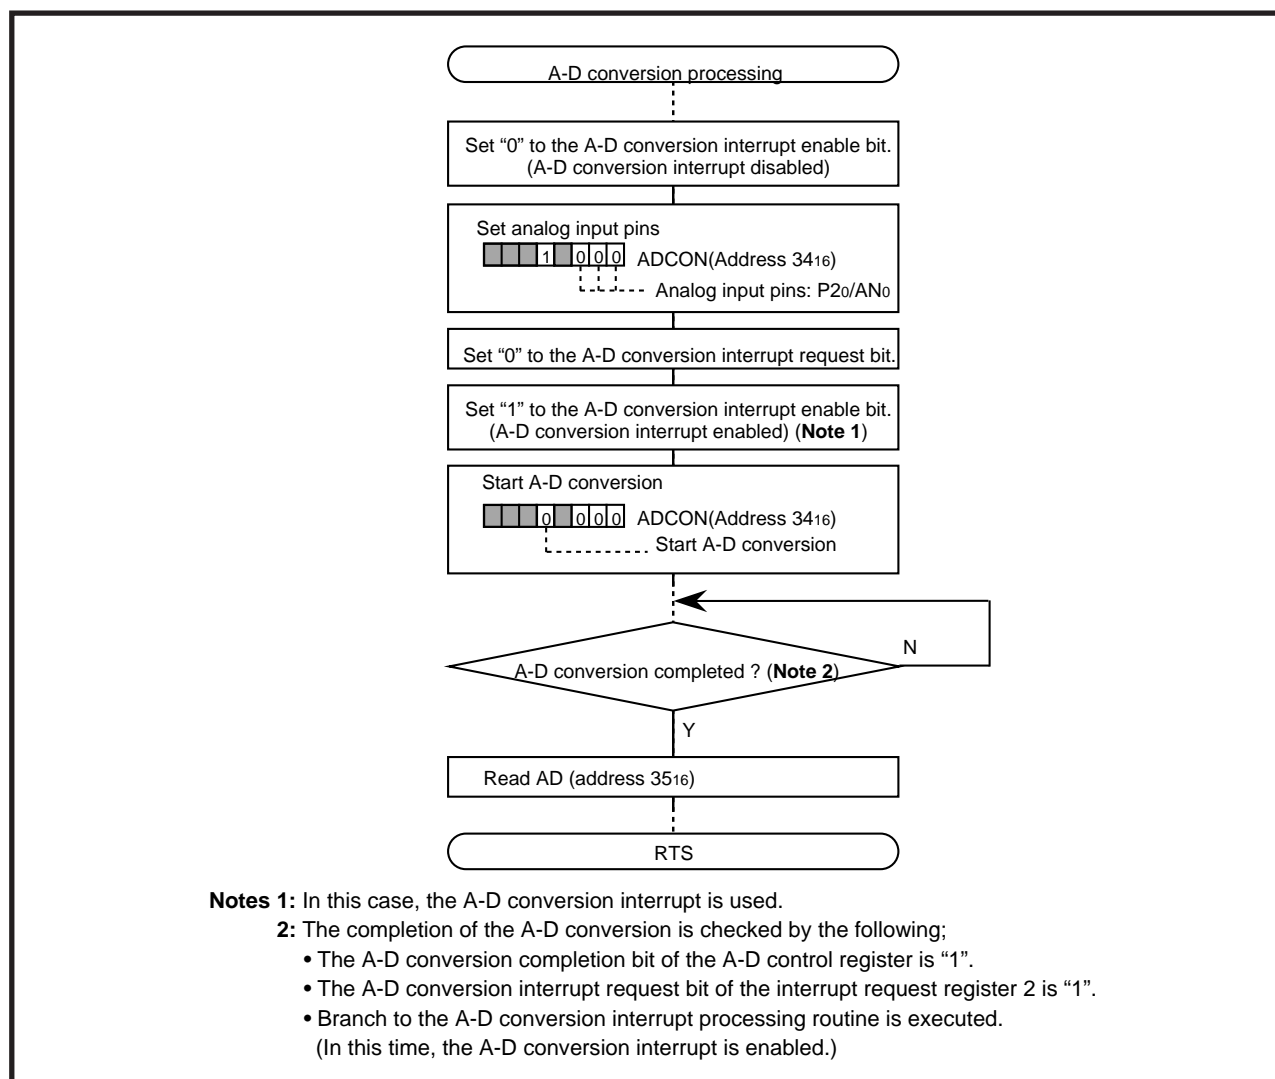 A-D conversion processing
Set “0” to the A-D conversion interrupt enable bit.
(A-D conversion interrupt disabled)
Set analog input pins
1 0 0 0 ADCON(Address 3416)
Analog input pins: P20/AN0
Set “0” to the A-D conversion interrupt request bit.
Set “1” to the A-D conversion interrupt enable bit.
(A-D conversion interrupt enabled) (Note 1)
Start A-D conversion
0 0 0 0 ADCON(Address 3416)
Start A-D conversion
N
A-D conversion completed ? (Note 2)
Y
Read AD (address 3516)
RTS
Notes 1: In this case, the A-D conversion interrupt is used.
2: The completion of the A-D conversion is checked by the following;
• The A-D conversion completion bit of the A-D control register is “1”.
• The A-D conversion interrupt request bit of the interrupt request register 2 is “1”.
• Branch to the A-D conversion interrupt processing routine is executed.
(In this time, the A-D conversion interrupt is enabled.)